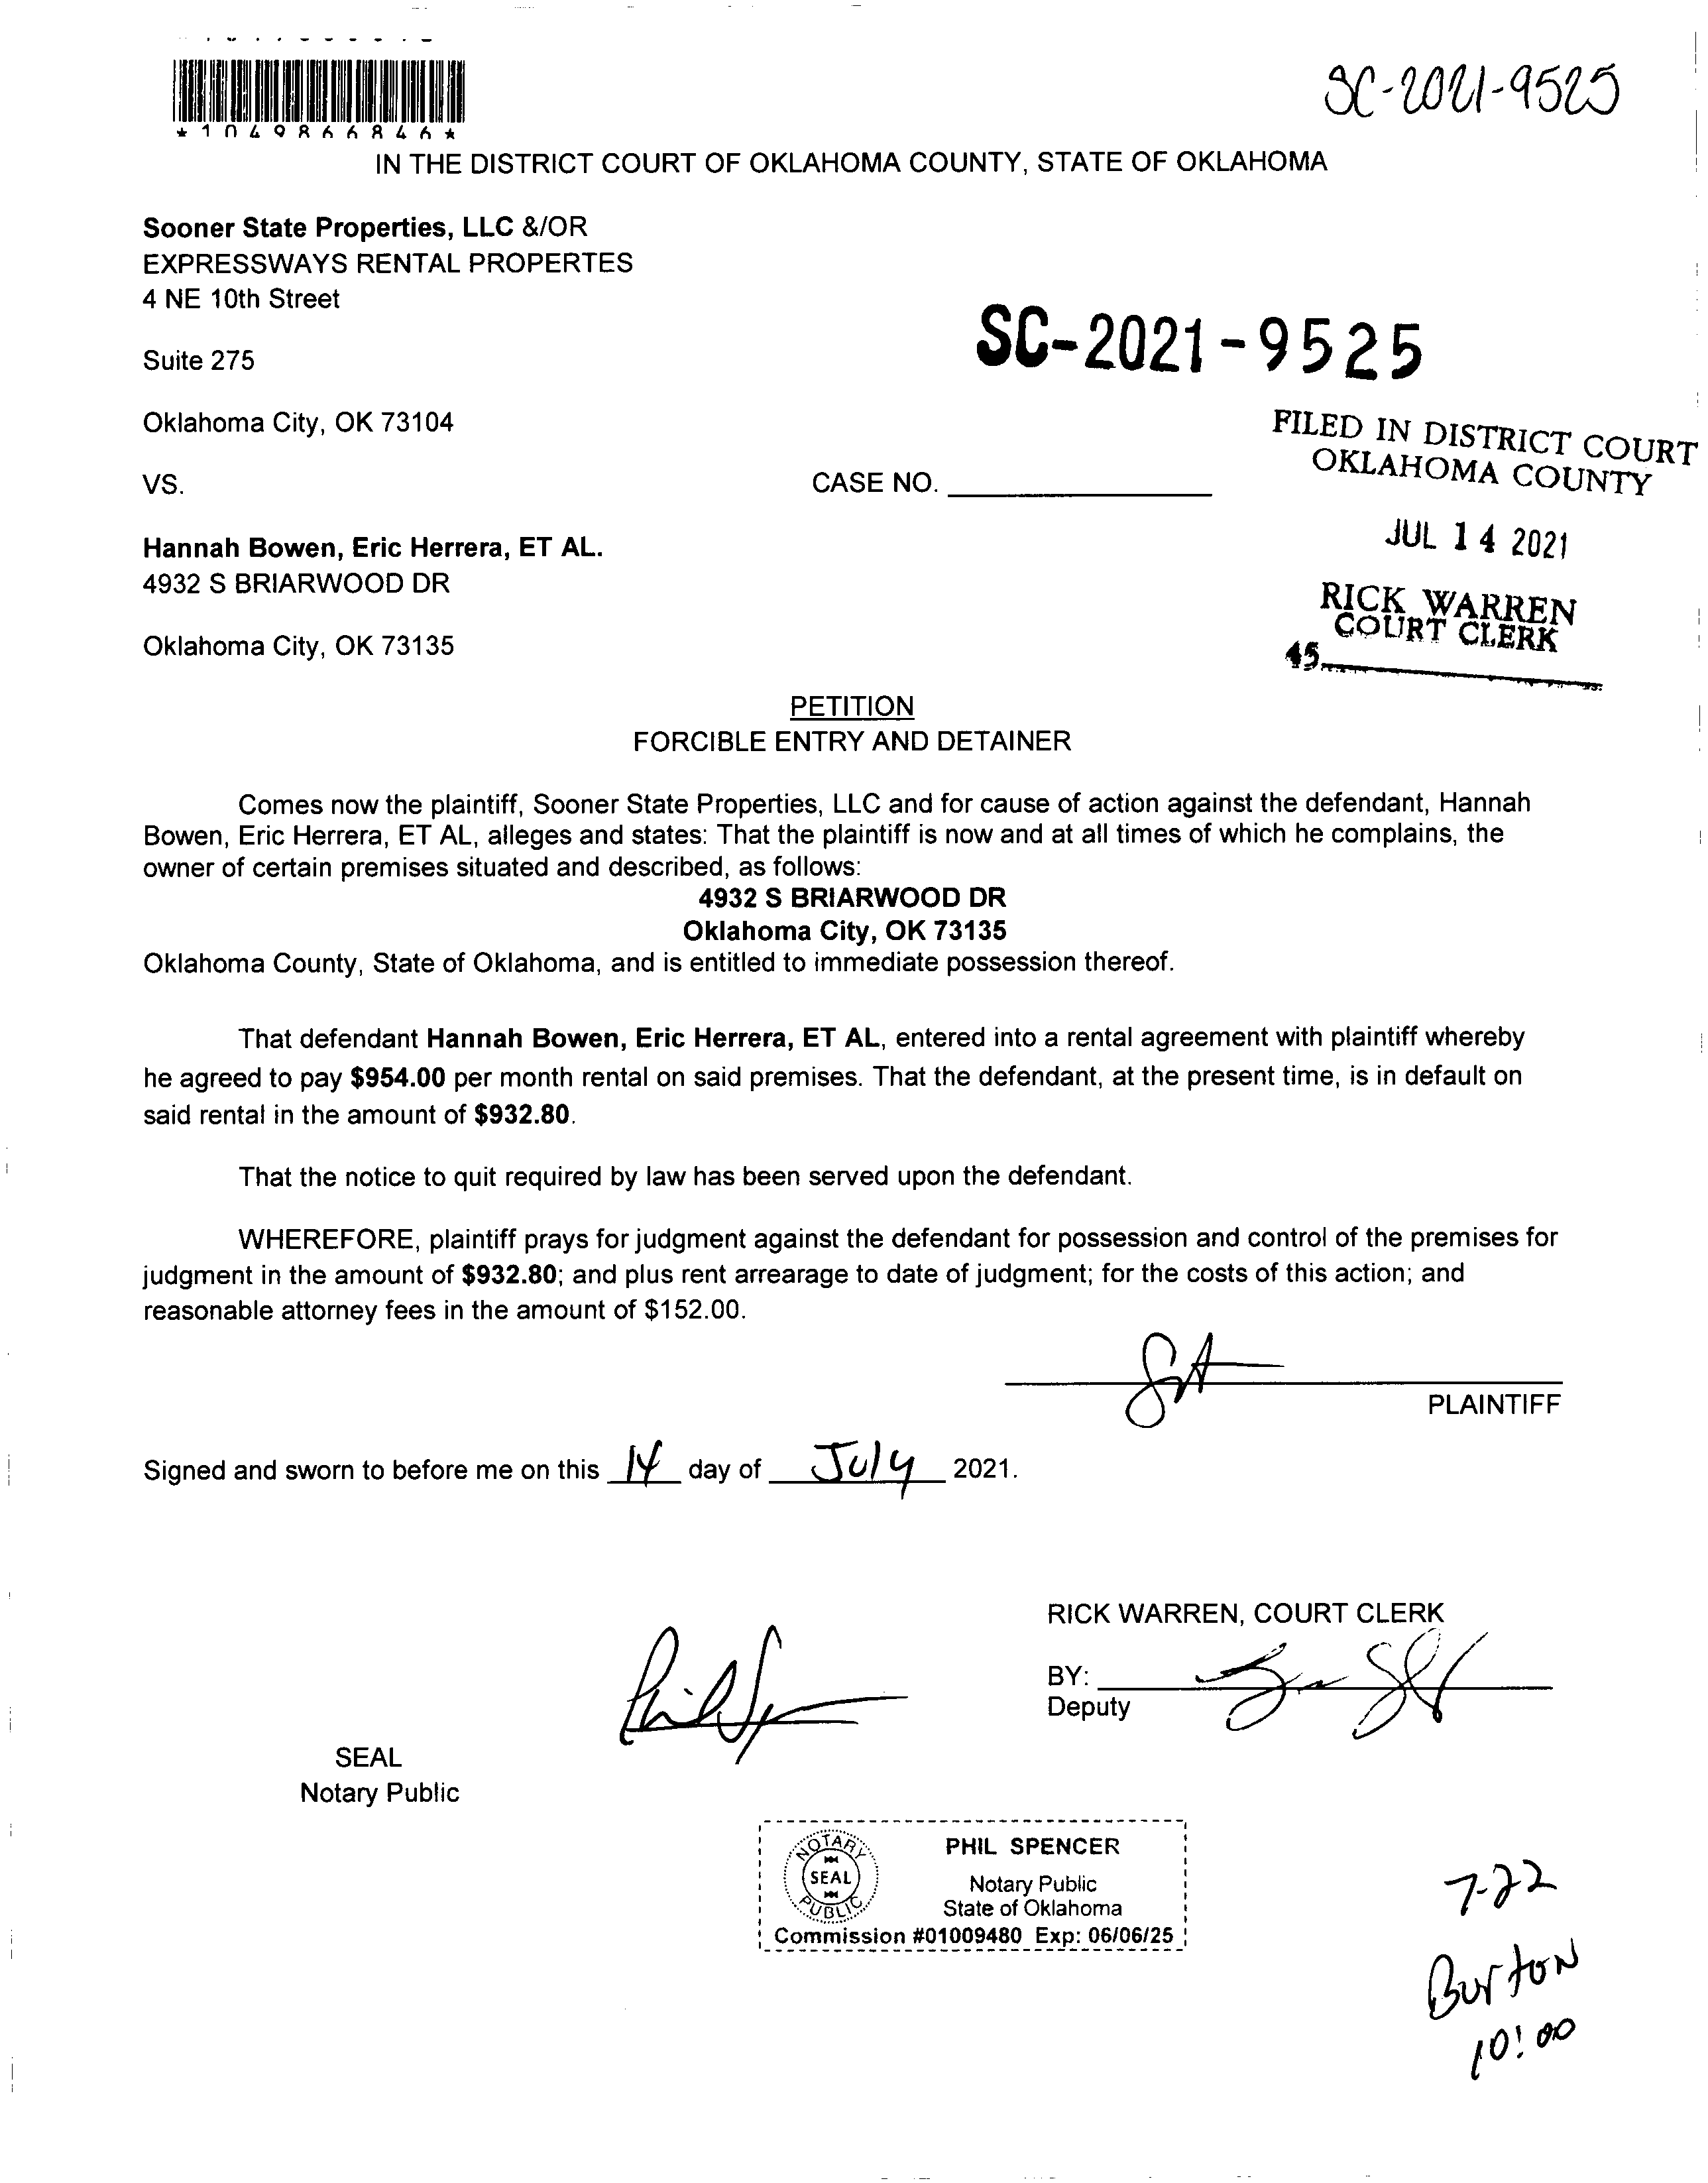 SC-2021-9525
IN THE DISTRICT COURT OF OKLAHOMA COUNTY, STATE OF OKLAHOMA
Sooner State Properties, LLC &/OR
EXPRESSWAYS RENTAL PROPERTES
4 NE 10th Street
Suite 275
Oklahoma City, OK 73104
SC-2021-9525
FILED IN DISTRICT COURT
OKLAHOMA COUNTY
JUL 14 2021
RICK WARREN
COURT CLERK
45
VS.
CASE NO.
Hannah Bowen, Eric Herrera, ET AL.
4932 S BRIARWOOD DR
Oklahoma City, OK 73135
PETITION
FORCIBLE ENTRY AND DETAINER
Comes now the plaintiff, Sooner State Properties, LLC and for cause of action against the defendant, Hannah
Bowen, Eric Herrera, ET AL, alleges and states: That the plaintiff is now and at all times of which he complains, the
owner of certain premises situated and described, as follows:
4932 S BRIARWOOD DR
Oklahoma City, OK 73135
Oklahoma County, State of Oklahoma, and is entitled to immediate possession thereof.
That defendant Hannah Bowen, Eric Herrera, ET AL, entered into a rental agreement with plaintiff whereby
he agreed to pay $954.00 per month rental on said premises. That the defendant, at the present time, is in default on
said rental in the amount of $932.80.
That the notice to quit required by law has been served upon the defendant.
WHEREFORE, plaintiff prays for judgment against the defendant for possession and control of the premises for
judgment in the amount of $932.80; and plus rent arrearage to date of judgment; for the costs of this action; and
reasonable attorney fees in the amount of $152.00.
PLAINTIFF
Signed and sworn to before me on this 14 day of July 2021.
RICK WARREN, COURT CLERK
BY:
Deputy
SEAL
Notary Public
NOTARY
SEAL
PUBLIC
PHIL SPENCER
Notary Public
State of Oklahoma
Commission #01009480 Exp: 06/06/25
7-22
Burton
10:00